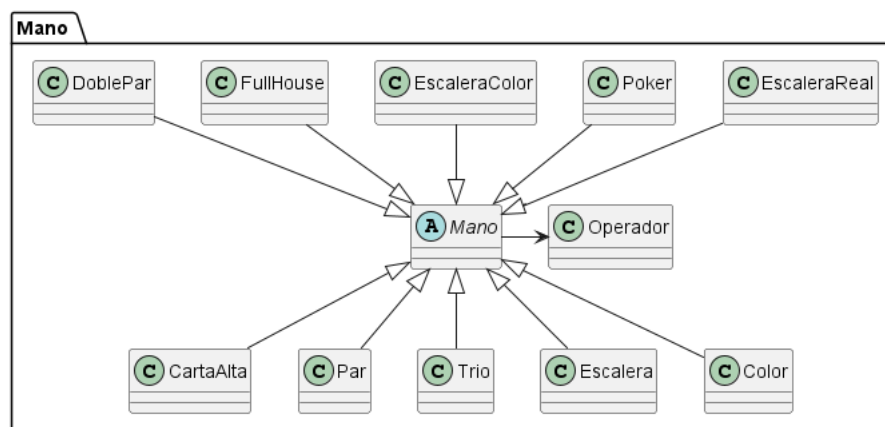 Mano
C DoblePar
C FullHouse
C EscaleraColor
C Poker
C EscaleraReal
A Mano
C Operador
C CartaAlta
C Par
C Trio
C Escalera
C Color